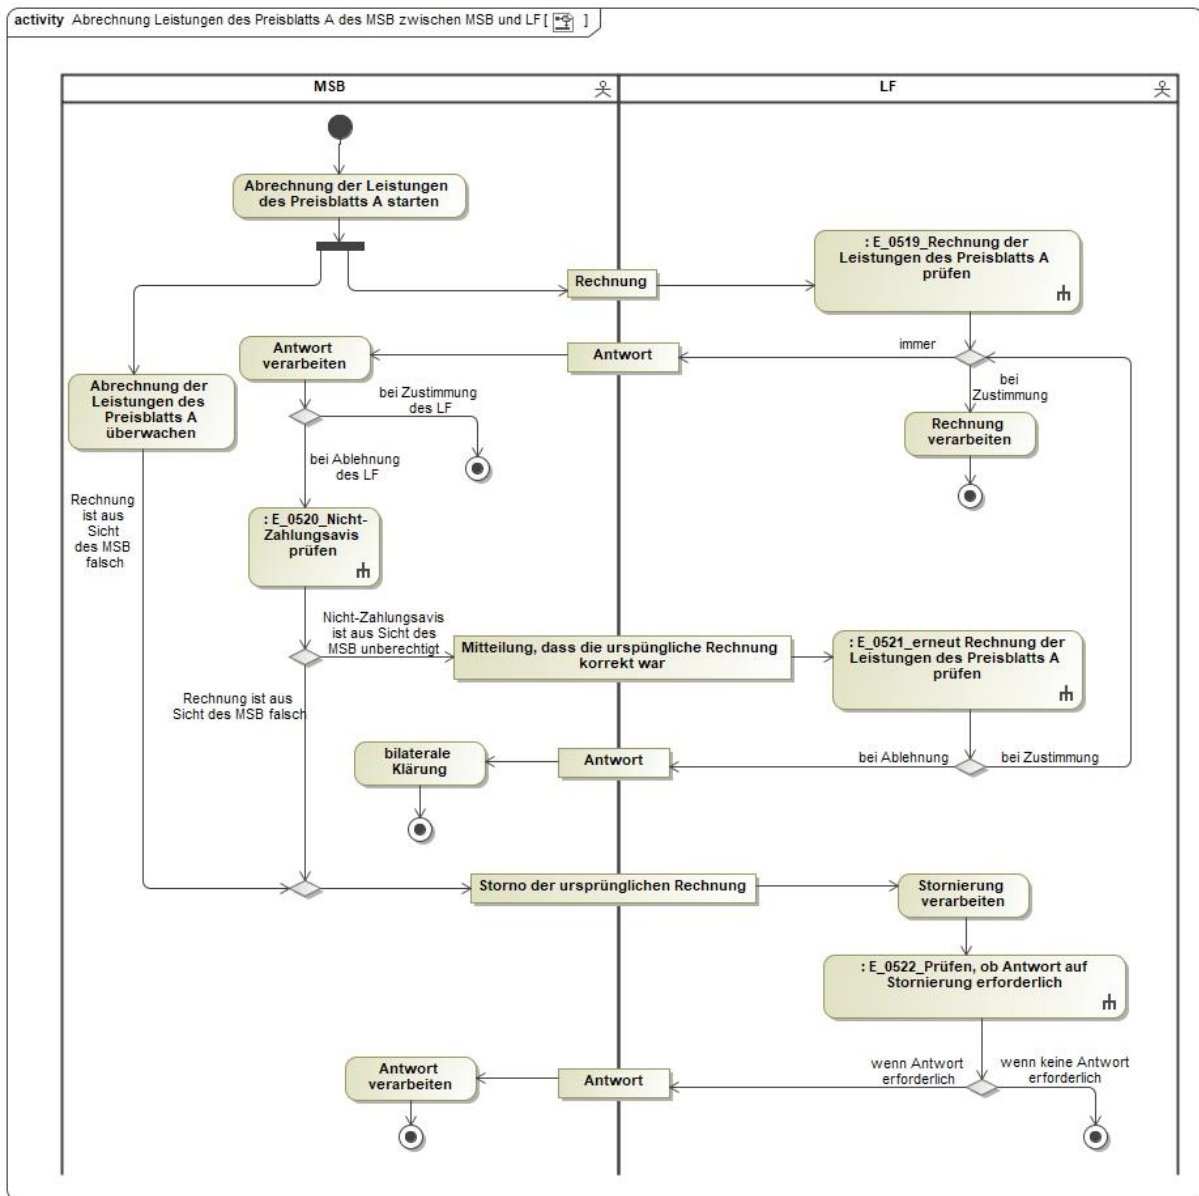 activity Abrechnung Leistungen des Preisblatts A des MSB zwischen MSB und LF [ ]
MSB
LF
Abrechnung der Leistungen
des Preisblatts A starten
: E_0519_Rechnung der
Leistungen des Preisblatts A
prüfen
Rechnung
Antwort
verarbeiten
Antwort
immer
bei
Zustimmung
Abrechnung der
Leistungen des
Preisblatts A
überwachen
bei Zustimmung
des LF
Rechnung
verarbeiten
bei Ablehnung
des LF
Rechnung
ist aus
Sicht
des MSB
falsch
: E_0520_Nicht-
Zahlungsavis
prüfen
Nicht-Zahlungsavis
ist aus Sicht des
MSB unberechtigt
Mitteilung, dass die urspüngliche Rechnung
korrekt war
: E_0521_erneut Rechnung der
Leistungen des Preisblatts A
prüfen
Rechnung ist aus
Sicht des MSB falsch
bilaterale
Klärung
Antwort
bei Ablehnung
bei Zustimmung
Storno der ursprünglichen Rechnung
Stornierung
verarbeiten
: E_0522_Prüfen, ob Antwort auf
Stornierung erforderlich
wenn Antwort
erforderlich
wenn keine Antwort
erforderlich
Antwort
verarbeiten
Antwort